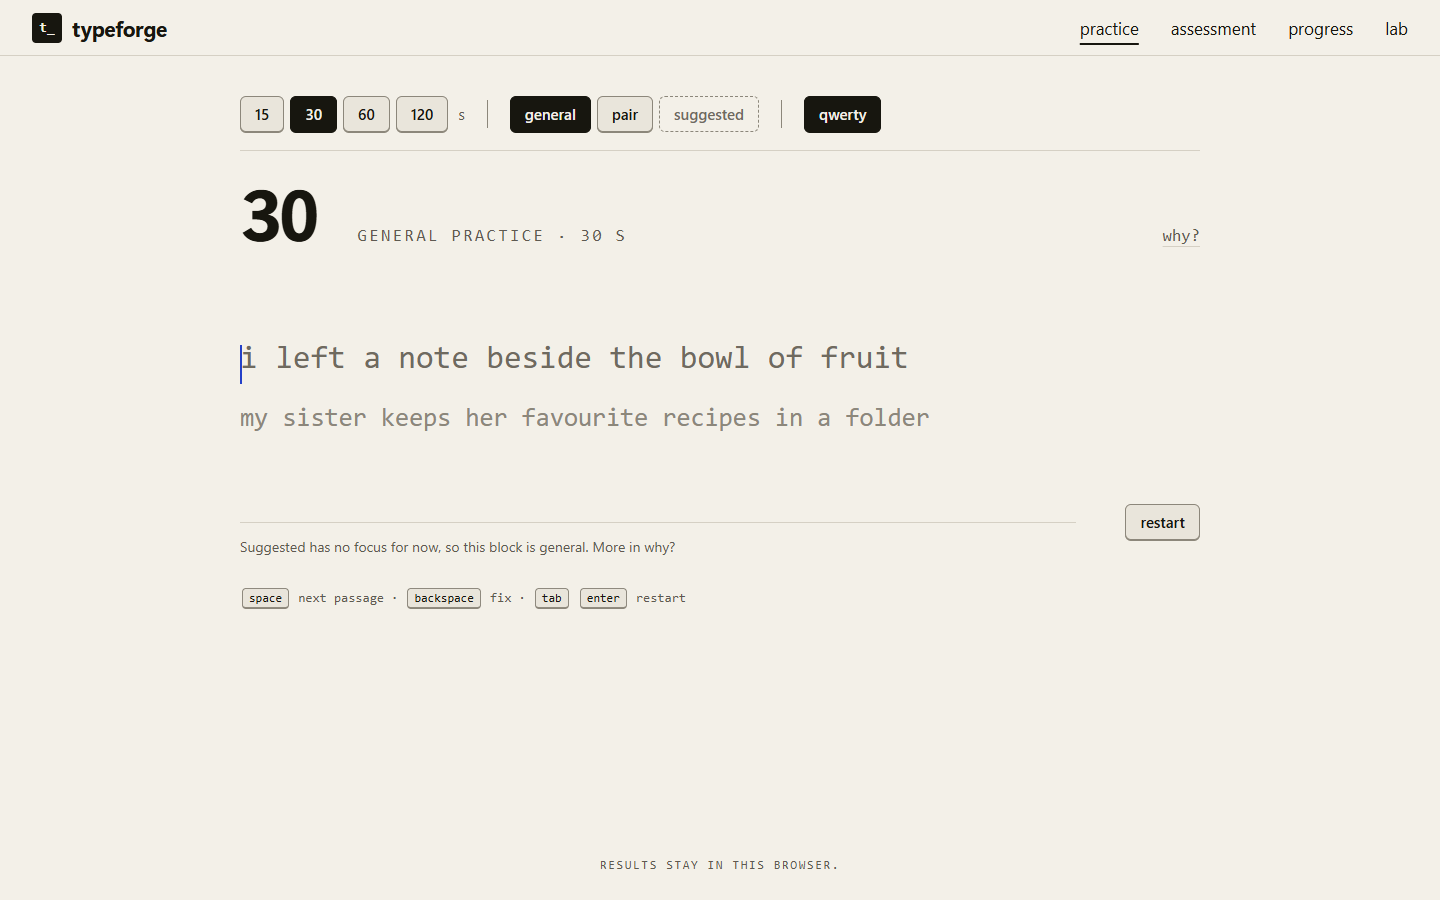 t_ typeforge practice assessment progress lab
15 30 60 120 s general pair suggested qwerty
30 GENERAL PRACTICE · 30 S why?
i left a note beside the bowl of fruit
my sister keeps her favourite recipes in a folder
restart
Suggested has no focus for now, so this block is general. More in why?
space next passage · backspace fix · tab enter restart
RESULTS STAY IN THIS BROWSER.